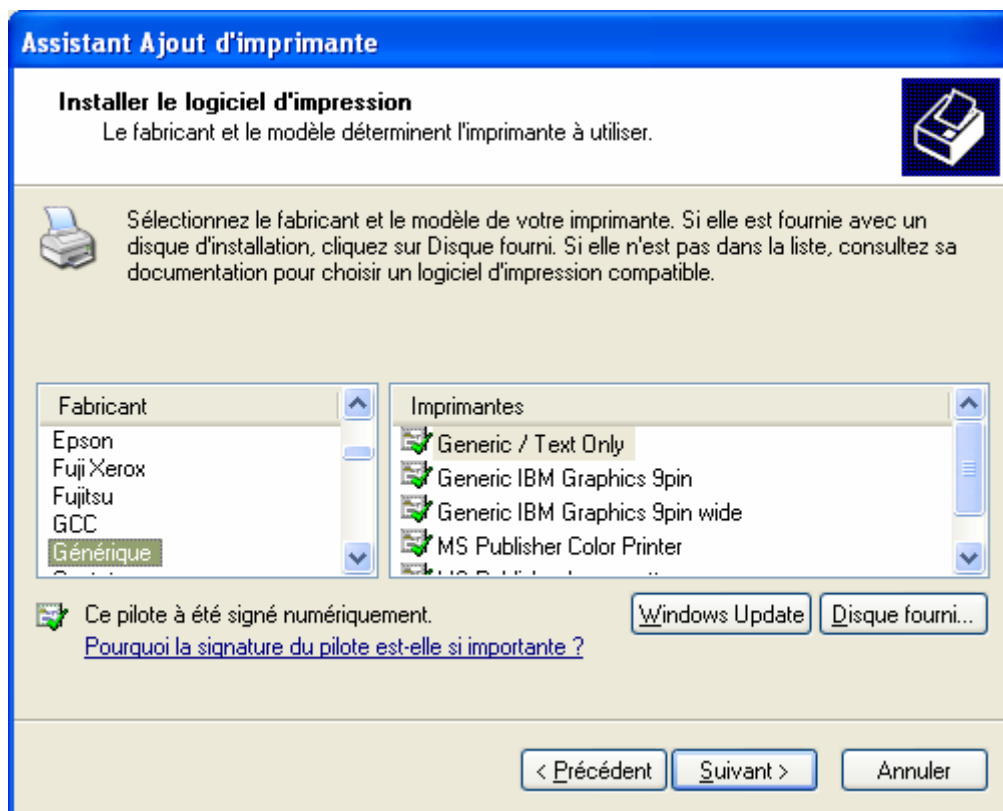 Assistant Ajout d'imprimante
Installer le logiciel d'impression
Le fabricant et le modèle déterminent l'imprimante à utiliser.
Sélectionnez le fabricant et le modèle de votre imprimante. Si elle est fournie avec un
disque d'installation, cliquez sur Disque fourni. Si elle n'est pas dans la liste, consultez sa
documentation pour choisir un logiciel d'impression compatible.
Fabricant
Epson
Fuji Xerox
Fujitsu
GCC
Générique
Imprimantes
Generic / Text Only
Generic IBM Graphics 9pin
Generic IBM Graphics 9pin wide
MS Publisher Color Printer
Ce pilote à été signé numériquement.
Pourquoi la signature du pilote est-elle si importante ?
Windows Update
Disque fourni...
< Précédent
Suivant >
Annuler